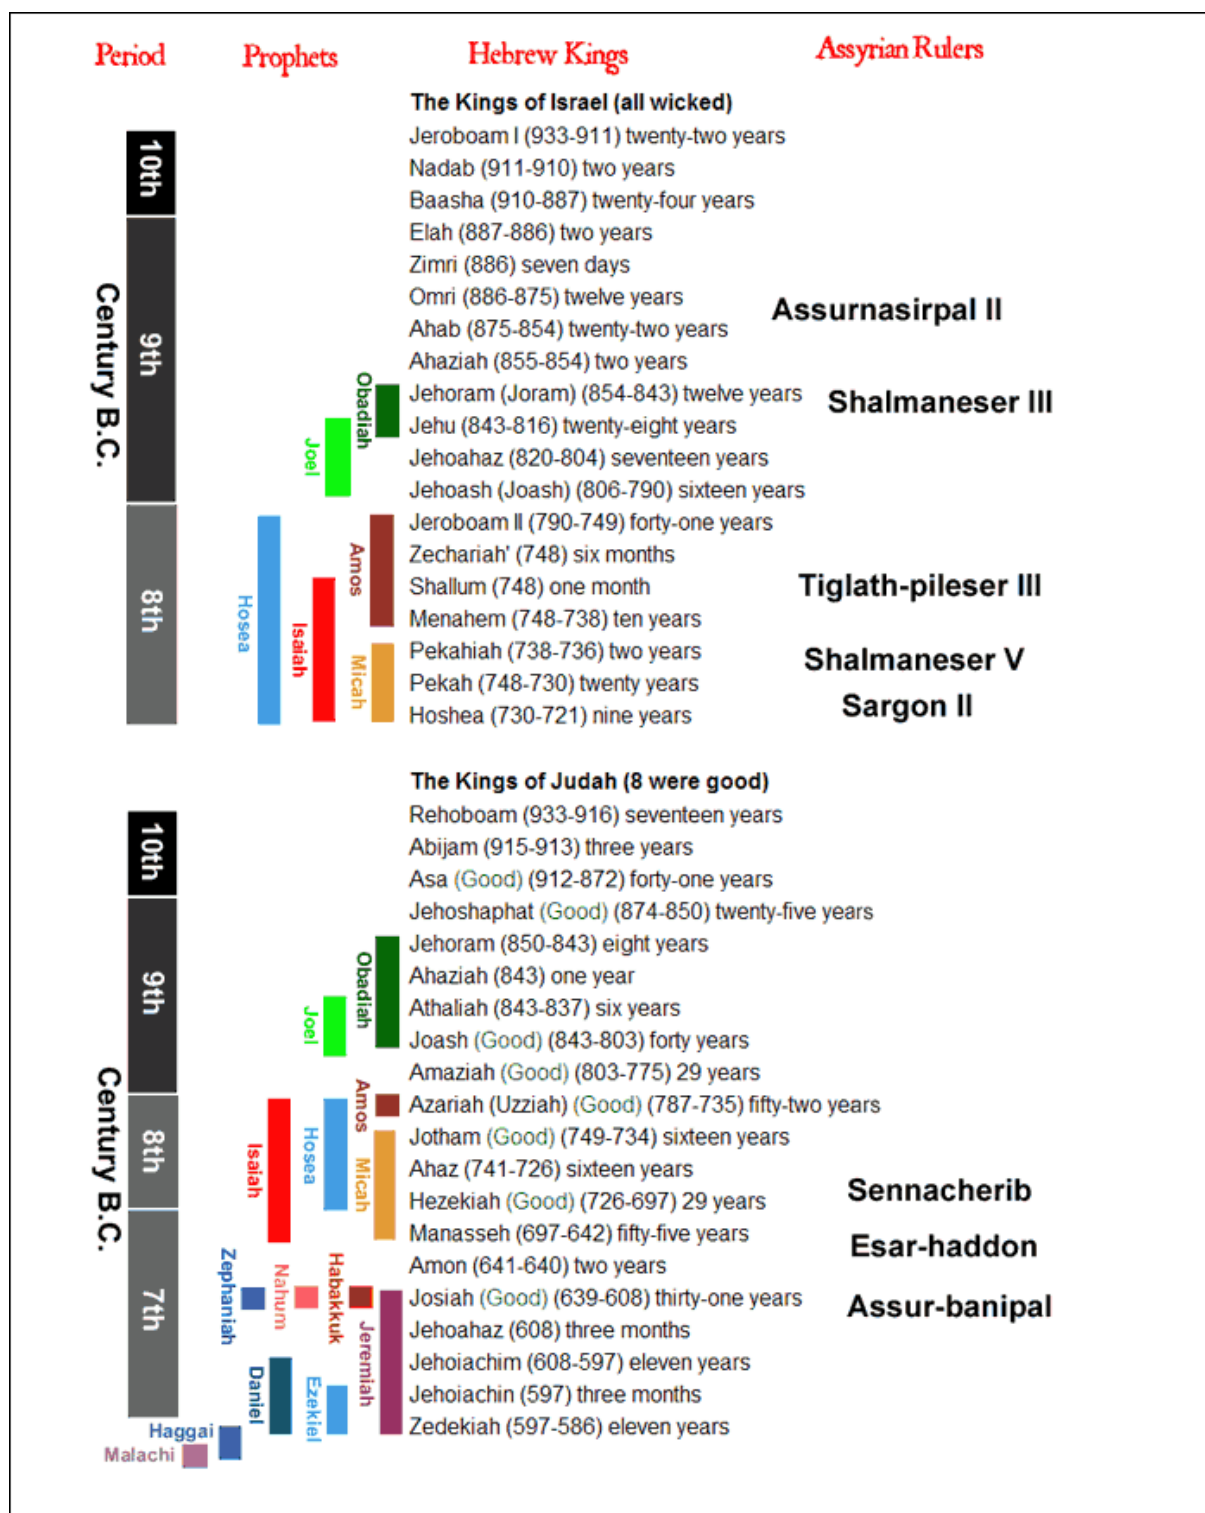 Period Prophets Hebrew Kings Assyrian Rulers
The Kings of Israel (all wicked)
Jeroboam I (933-911) twenty-two years
Nadab (911-910) two years
Baasha (910-887) twenty-four years
Elah (887-886) two years
Zimri (886) seven days
Omri (886-875) twelve years
Ahab (875-854) twenty-two years
Ahaziah (855-854) two years
Jehoram (Joram) (854-843) twelve years
Jehu (843-816) twenty-eight years
Jehoahaz (820-804) seventeen years
Jehoash (Joash) (806-790) sixteen years
Jeroboam II (790-749) forty-one years
Zechariah' (748) six months
Shallum (748) one month
Menahem (748-738) ten years
Pekahiah (738-736) two years
Pekah (748-730) twenty years
Hoshea (730-721) nine years
Century B.C.
10th
9th
8th
Obadiah
Joel
Amos
Hosea
Isaiah
Micah
Assurnasirpal II
Shalmaneser III
Tiglath-pileser III
Shalmaneser V
Sargon II
The Kings of Judah (8 were good)
Rehoboam (933-916) seventeen years
Abijam (915-913) three years
Asa (Good) (912-872) forty-one years
Jehoshaphat (Good) (874-850) twenty-five years
Jehoram (850-843) eight years
Ahaziah (843) one year
Athaliah (843-837) six years
Joash (Good) (843-803) forty years
Amaziah (Good) (803-775) 29 years
Azariah (Uzziah) (Good) (787-735) fifty-two years
Jotham (Good) (749-734) sixteen years
Ahaz (741-726) sixteen years
Hezekiah (Good) (726-697) 29 years
Manasseh (697-642) fifty-five years
Amon (641-640) two years
Josiah (Good) (639-608) thirty-one years
Jehoahaz (608) three months
Jehoiachim (608-597) eleven years
Jehoiachin (597) three months
Zedekiah (597-586) eleven years
Century B.C.
10th
9th
8th
7th
Obadiah
Joel
Amos
Isaiah
Hosea
Micah
Zephaniah
Nahum
Habakkuk
Jeremiah
Daniel
Ezekiel
Haggai
Malachi
Sennacherib
Esar-haddon
Assur-banipal